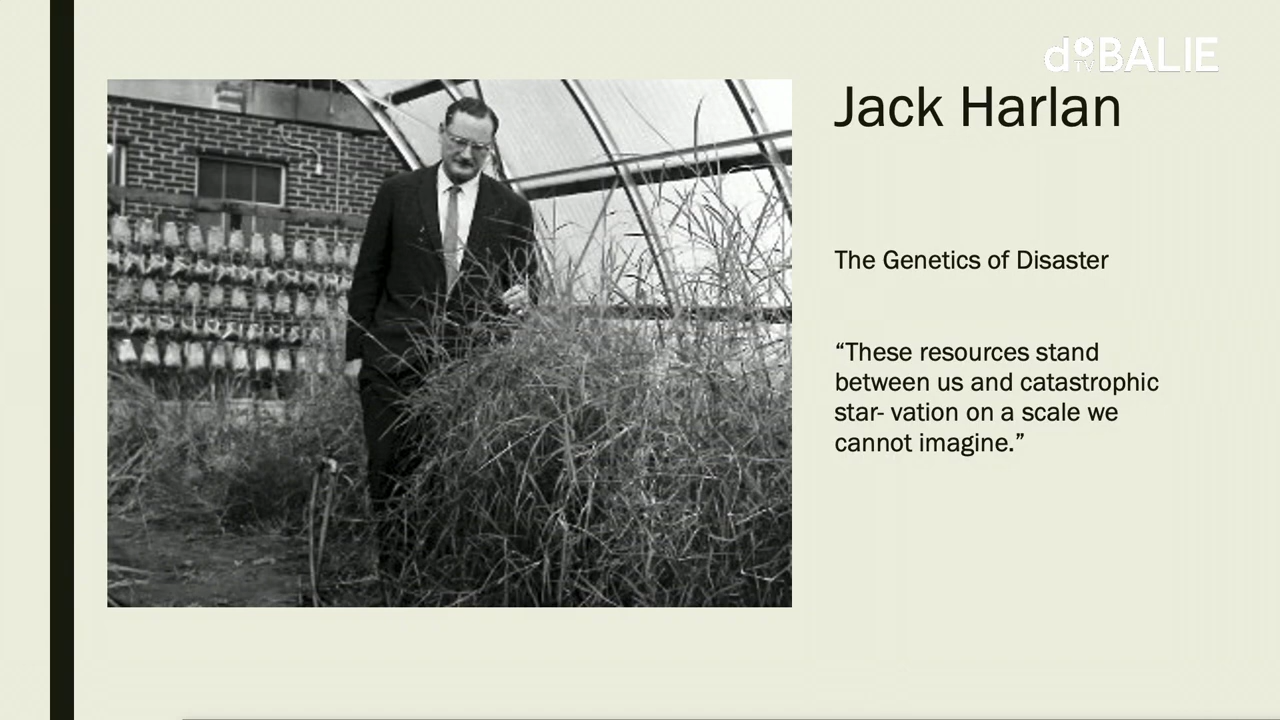 deBALIE
TV
Jack Harlan
The Genetics of Disaster
“These resources stand
between us and catastrophic
star- vation on a scale we
cannot imagine.”